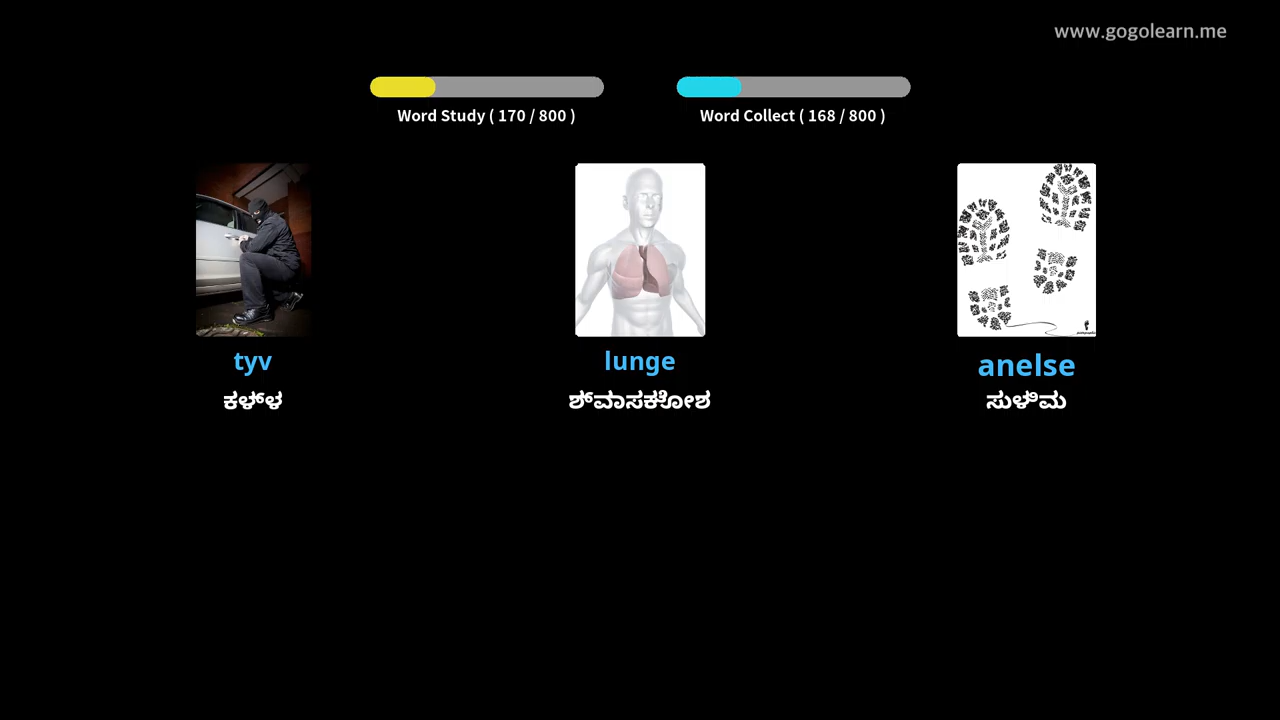 www.gogolearn.me
Word Study ( 170 / 800 )
Word Collect ( 168 / 800 )
tyv
ಕಳ್ಳ
lunge
ಶ್ವಾಸಕೋಶ
anelse
ಸುಳಿಮ